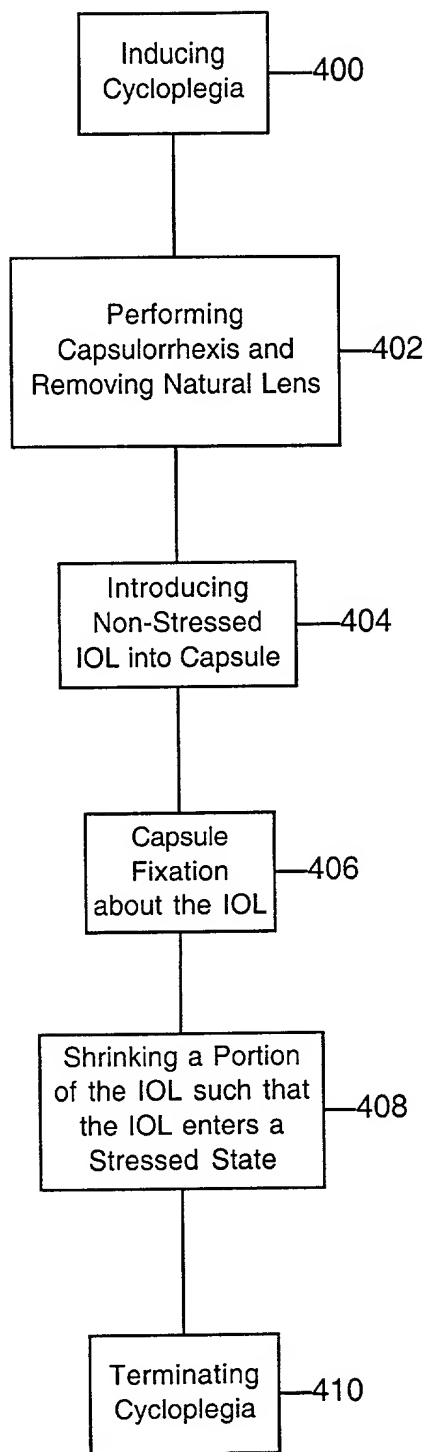 Inducing
Cycloplegia
400
Performing
Capsulorrhexis and
Removing Natural Lens
402
Introducing
Non-Stressed
IOL into Capsule
404
Capsule
Fixation
about the IOL
406
Shrinking a Portion
of the IOL such that
the IOL enters a
Stressed State
408
Terminating
Cycloplegia
410